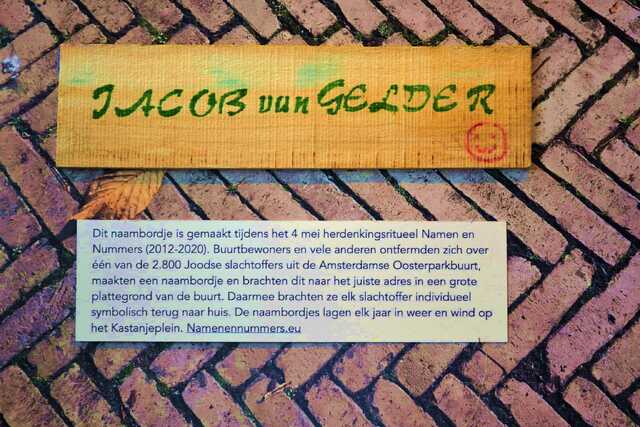 JACOB van GELDER
Dit naambordje is gemaakt tijdens het 4 mei herdenkingsritueel Namen en
Nummers (2012-2020). Buurtbewoners en vele anderen ontfermden zich over
één van de 2.800 Joodse slachtoffers uit de Amsterdamse Oosterparkbuurt,
maakten een naambordje en brachten dit naar het juiste adres in een grote
plattegrond van de buurt. Daarmee brachten ze elk slachtoffer individueel
symbolisch terug naar huis. De naambordjes lagen elk jaar in weer en wind op
het Kastanjeplein. Namenennummers.eu